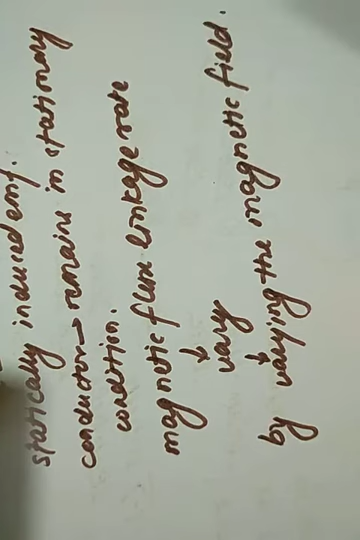 statically induced emf.
conductor → remains in stationary
condition.
magnetic flux linkage rate
↑
vary
by varying the magnetic field.
↑